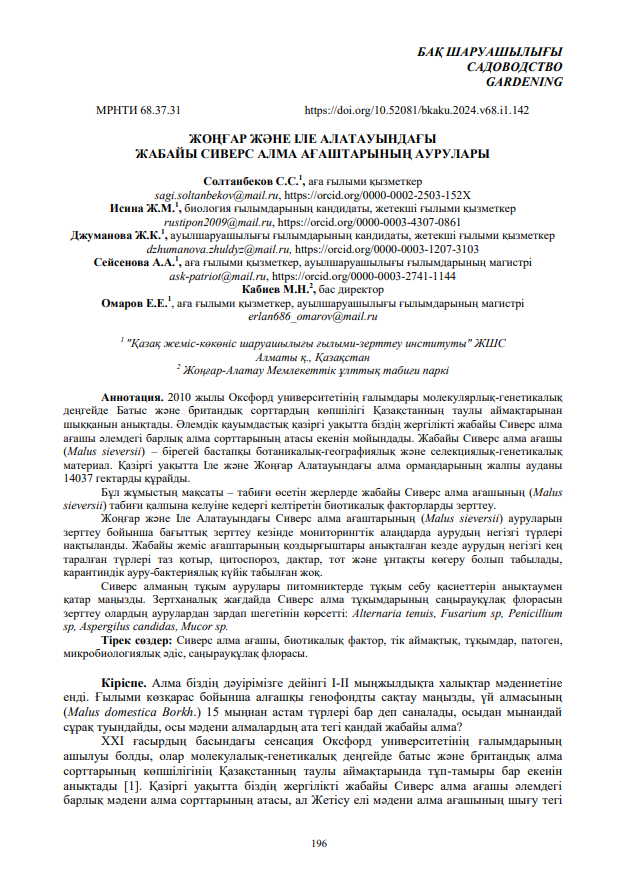 БАҚ ШАРУАШЫЛЫҒЫ
САДОВОДСТВО
GARDENING
МРНТИ 68.37.31 https://doi.org/10.52081/bkaku.2024.v68.i1.142
ЖОҢҒАР ЖӘНЕ ІЛЕ АЛАТАУЫНДАҒЫ
ЖАБАЙЫ СИВЕРС АЛМА АҒАШТАРЫНЫҢ АУРУЛАРЫ
Солтанбеков С.С.1, аға ғылыми қызметкер
sagi.soltanbekov@mail.ru, https://orcid.org/0000-0002-2503-152X
Исина Ж.М.1, биология ғылымдарының кандидаты, жетекші ғылыми қызметкер
rustipon2009@mail.ru, https://orcid.org/0000-0003-4307-0861
Джуманова Ж.К.1, ауылшаруашылығы ғылымдарының кандидаты, жетекші ғылыми қызметкер
dzhumanova.zhuldyz@mail.ru, https://orcid.org/0000-0003-1207-3103
Сейсенова А.А.1, аға ғылыми қызметкер, ауылшаруашылығы ғылымдарының магистрі
ask-patriot@mail.ru, https://orcid.org/0000-0003-2741-1144
Кабиев М.Н.2, бас директор
Омаров Е.Е.1, аға ғылыми қызметкер, ауылшаруашылығы ғылымдарының магистрі
erlan686_omarov@mail.ru
1 "Қазақ жеміс-көкөніс шаруашылығы ғылыми-зерттеу институты" ЖШС
Алматы қ., Қазақстан
2 Жоңғар-Алатау Мемлекеттік ұлттық табиғи паркі
Аннотация. 2010 жылы Оксфорд университетінің ғалымдары молекулярлық-генетикалық
деңгейде Батыс және британдық сорттардың көпшілігі Қазақстанның таулы аймақтарынан
шыққанын анықтады. Әлемдік қауымдастық қазіргі уақытта біздің жергілікті жабайы Сиверс алма
ағашы әлемдегі барлық алма сорттарының атасы екенін мойындады. Жабайы Сиверс алма ағашы
(Malus sieversii) – бірегей бастапқы ботаникалық-географиялық және селекциялық-генетикалық
материал. Қазіргі уақытта Іле және Жоңғар Алатауындағы алма ормандарының жалпы ауданы
14037 гектарды құрайды.
Бұл жұмыстың мақсаты – табиғи өсетін жерлерде жабайы Сиверс алма ағашының (Malus
sieversii) табиғи қалпына келуіне кедергі келтіретін биотикалық факторларды зерттеу.
Жоңғар және Іле Алатауындағы Сиверс алма ағаштарының (Malus sieversii) ауруларын
зерттеу бойынша бағыттық зерттеу кезінде мониторингтік алаңдарда аурудың негізгі түрлері
нақтыланды. Жабайы жеміс ағаштарының қоздырғыштары анықталған кезде аурудың негізгі кең
таралған түрлері таз қотыр, цитоспороз, дақтар, тот және ұнтақты көгеру болып табылады,
карантиндік ауру-бактериялық күйік табылған жоқ.
Сиверс алманың тұқым аурулары питомниктерде тұқым себу қасиеттерін анықтаумен
қатар маңызды. Зертханалық жағдайда Сиверс алма тұқымдарының саңырауқұлақ флорасын
зерттеу олардың аурулардан зардап шегетінін көрсетті: Alternaria tenuis, Fusarium sp, Penicillium
sp, Aspergilus candidas, Mucor sp.
Тірек сөздер: Сиверс алма ағашы, биотикалық фактор, тік аймақтық, тұқымдар, патоген,
микробиологиялық әдіс, саңырауқұлақ флорасы.
Кіріспе. Алма біздің дәуірімізге дейінгі I-II мыңжылдықта халықтар мәдениетіне
енді. Ғылыми көзқарас бойынша алғашқы генофондты сақтау маңызды, үй алмасының
(Malus domestica Borkh.) 15 мыңнан астам түрлері бар деп саналады, осыдан мынандай
сұрақ туындайды, осы мәдени алмалардың ата тегі қандай жабайы алма?
XXI ғасырдың басындағы сенсация Оксфорд университетінің ғалымдарының
ашылуы болды, олар молекулалық-генетикалық деңгейде батыс және британдық алма
сорттарының көпшілігінің Қазақстанның таулы аймақтарында түп-тамыры бар екенін
анықтады [1]. Қазіргі уақытта біздің жергілікті жабайы Сиверс алма ағашы әлемдегі
барлық мәдени алма сорттарының атасы, ал Жетісу елі мәдени алма ағашының шығу тегі
196